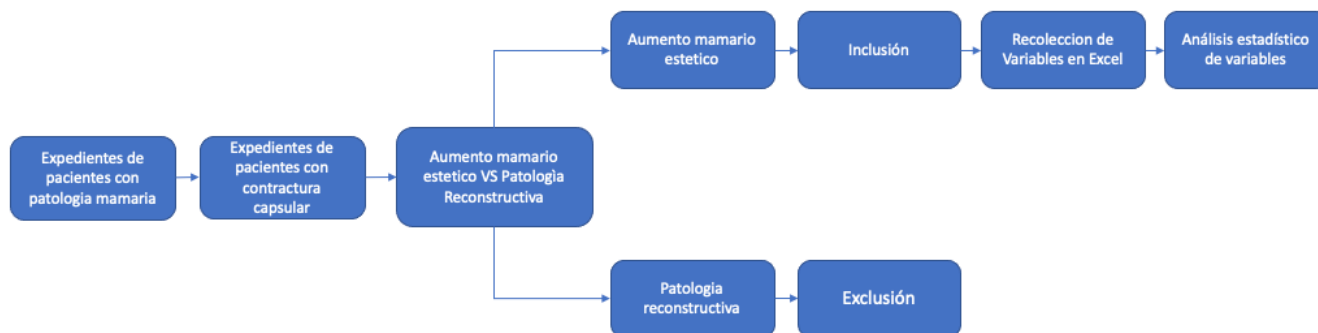 Expedientes de
pacientes con
patologia mamaria
Expedientes de
pacientes con
contractura
capsular
Aumento mamario
estetico VS Patologìa
Reconstructiva
Aumento mamario
estetico
Inclusión
Recoleccion de
Variables en Excel
Análisis estadístico
de variables
Patologia
reconstructiva
Exclusión